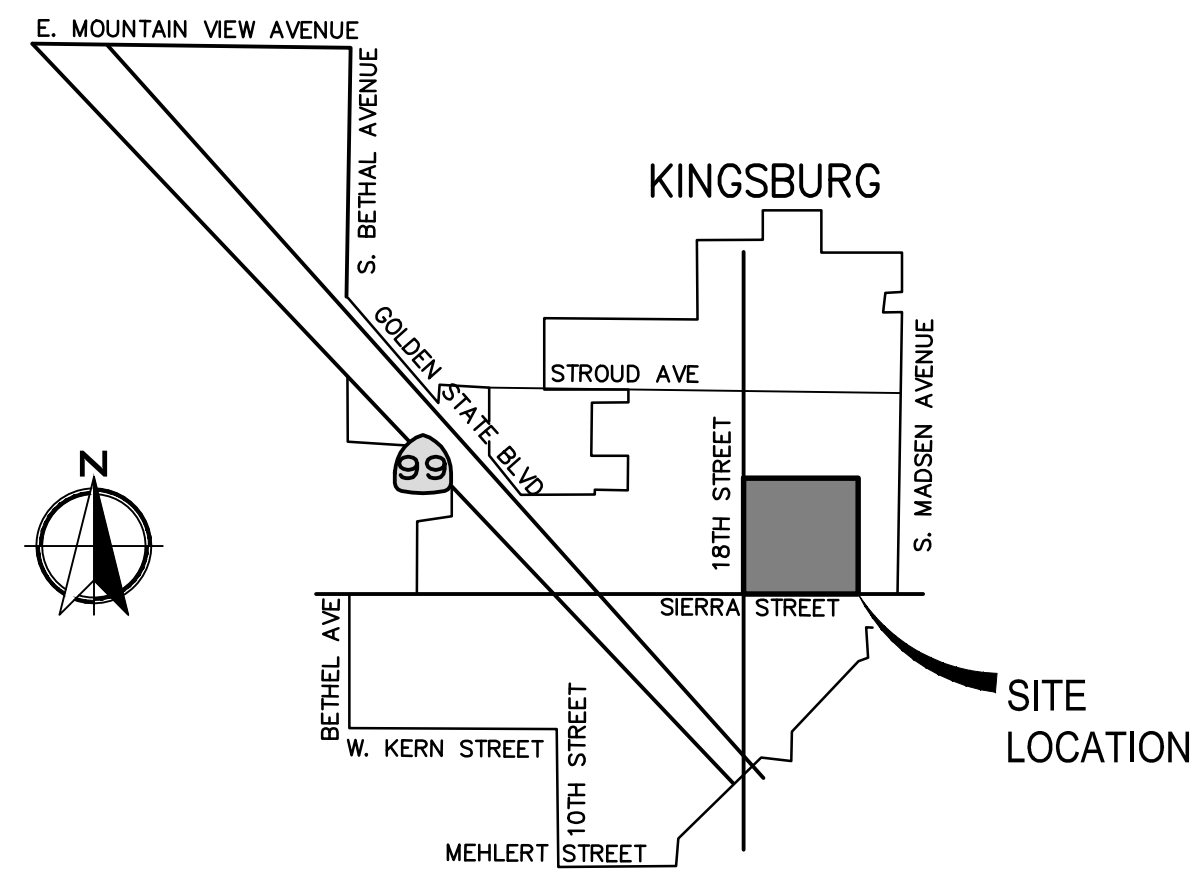 E. MOUNTAIN VIEW AVENUE
S. BETHAL AVENUE
KINGSBURG
GOLDEN STATE BLVD
STROUD AVE
S. MADSEN AVENUE
18TH STREET
99
N
SIERRA STREET
BETHEL AVE
SITE
LOCATION
W. KERN STREET
10TH STREET
MEHLERT STREET